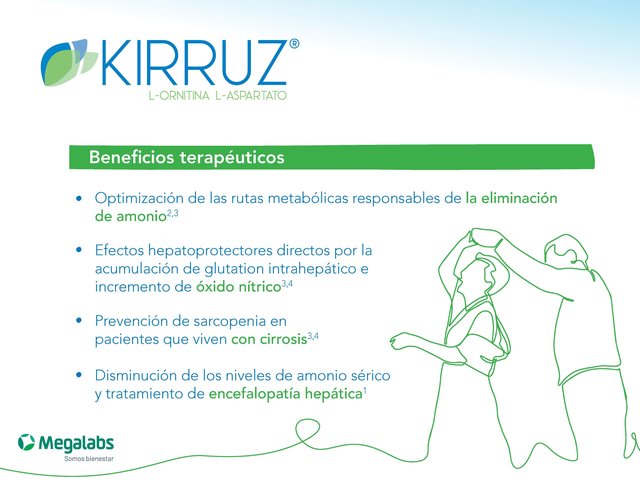 KIRRUZ®
L-ORNITINA L-ASPARTATO
Beneficios terapéuticos
• Optimización de las rutas metabólicas responsables de la eliminación
de amonio2,3
• Efectos hepatoprotectores directos por la
acumulación de glutation intrahepático e
incremento de óxido nítrico3,4
• Prevención de sarcopenia en
pacientes que viven con cirrosis3,4
• Disminución de los niveles de amonio sérico
y tratamiento de encefalopatía hepática1
Megalabs
Somos bienestar